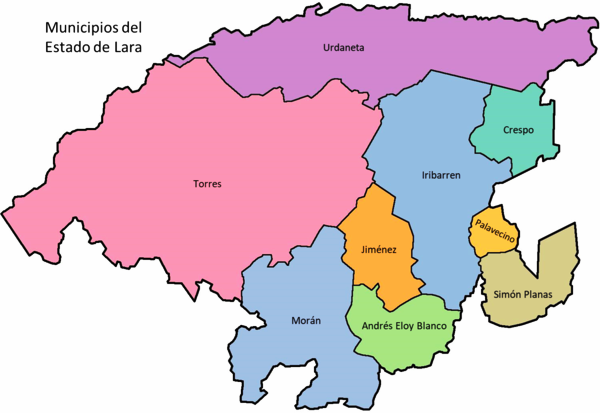 Municipios del
Estado de Lara
Urdaneta
Crespo
Torres
Iribarren
Palavecino
Jiménez
Simón Planas
Morán
Andrés Eloy Blanco